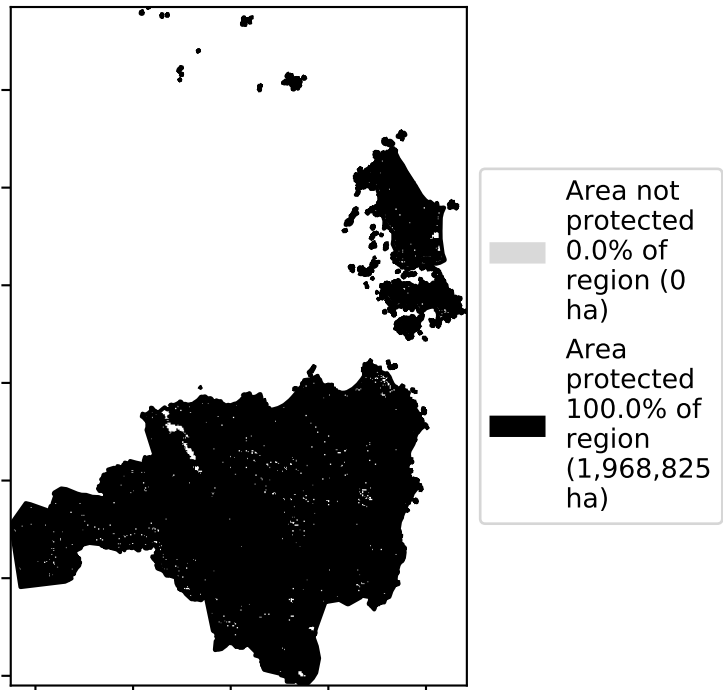 Area not
protected
0.0% of
region (0
ha)
Area
protected
100.0% of
region
(1,968,825
ha)